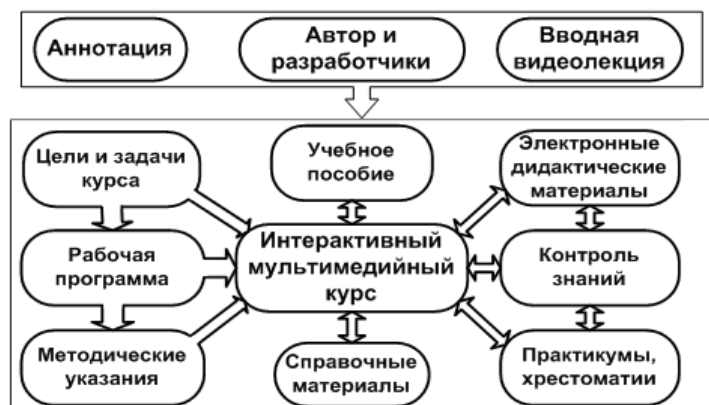 Аннотация
Автор и
разработчики
Вводная
видеолекция
Цели и задачи
курса
Учебное
пособие
Электронные
дидактические
материалы
Рабочая
программа
Интерактивный
мультимедийный
курс
Контроль
знаний
Методические
указания
Справочные
материалы
Практикумы,
хрестоматии